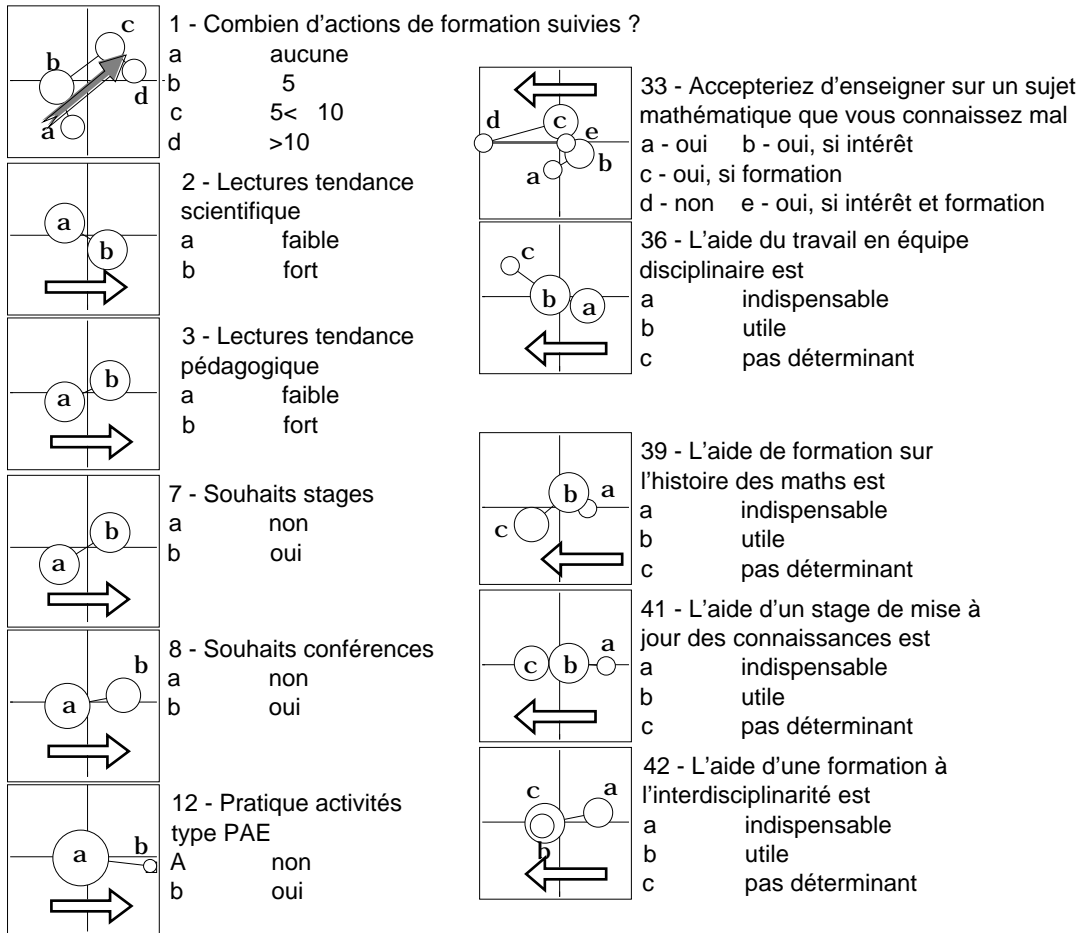 c
b
d
a
1 - Combien d'actions de formation suivies ?
a aucune
b 5
c 5< 10
d >10
a
b
2 - Lectures tendance
scientifique
a faible
b fort
b
a
3 - Lectures tendance
pédagogique
a faible
b fort
b
a
7 - Souhaits stages
a non
b oui
b
a
8 - Souhaits conférences
a non
b oui
a
b
12 - Pratique activités
type PAE
A non
b oui
d
c
e
b
a
33 - Accepteriez d'enseigner sur un sujet
mathématique que vous connaissez mal
a - oui b - oui, si intérêt
c - oui, si formation
d - non e - oui, si intérêt et formation
c
b
a
36 - L'aide du travail en équipe
disciplinaire est
a indispensable
b utile
c pas déterminant
b
a
c
39 - L'aide de formation sur
l'histoire des maths est
a indispensable
b utile
c pas déterminant
a
c
b
41 - L'aide d'un stage de mise à
jour des connaissances est
a indispensable
b utile
c pas déterminant
c
a
b
42 - L'aide d'une formation à
l'interdisciplinarité est
a indispensable
b utile
c pas déterminant